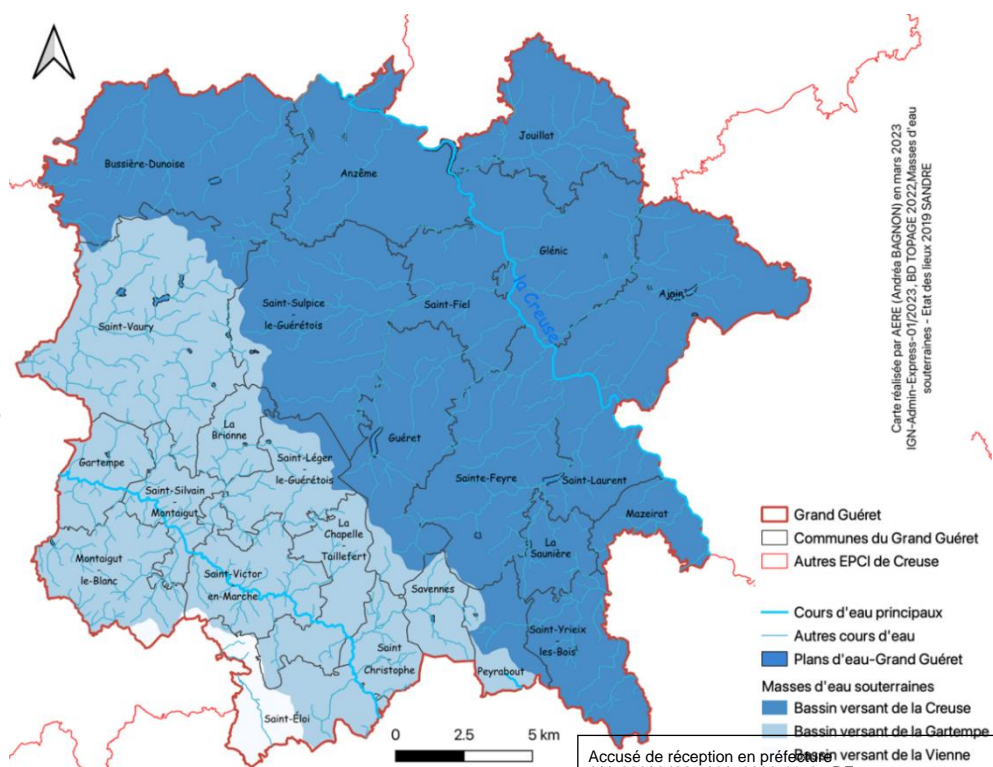 Jouillat
Bussière-Dunoise
Anzême
Glénic
la Creuse
Ajain
Saint-Sulpice
-
le-Guérétois
Saint-Fiel
Saint-Vaury
La
Brionne
Guéret
Gartempe
Saint-Léger
-
le-Guérétois
Sainte-Feyre
Saint-Laurent
Saint-Silvain
-
Montaigut
Mazeirat
La
Chapelle
-
Taillefert
La
Saunière
Montaigut
-
le-Blanc
Saint-Victor
-
en-Marche
Savennes
Saint-Yrieix
-
les-Bois
Saint
-
Christophe
Peyrabout
Saint-Éloi
0 2.5 5 km
Carte réalisée par AERE (Andréa BAGNON) en mars 2023
IGN-Admin-Express-01/2023, BD TOPAGE 2022,Masses d'eau
souterraines - Etat des lieux 2019 SANDRE
Grand Guéret
Communes du Grand Guéret
Autres EPCI de Creuse
Cours d'eau principaux
Autres cours d'eau
Plans d'eau-Grand Guéret
Masses d'eau souterraines
Bassin versant de la Creuse
Bassin versant de la Gartempe
Bassin versant de la Vienne
Accusé de réception en préfecture